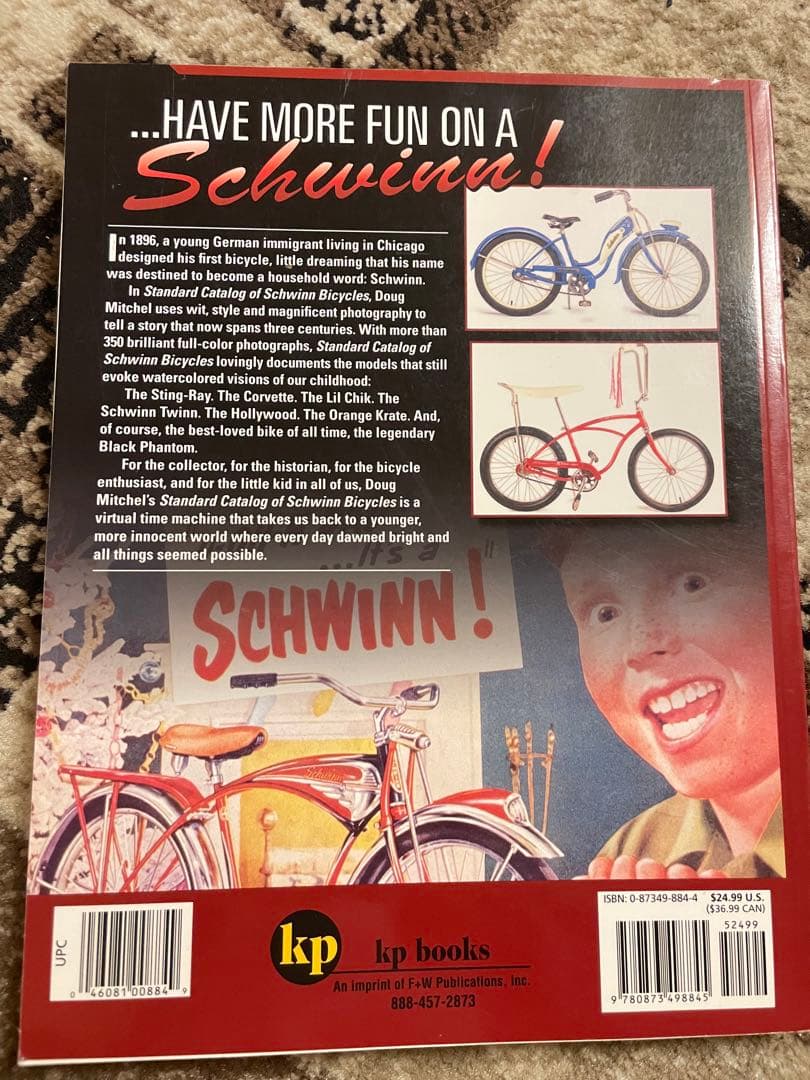 ...HAVE MORE FUN ON A
Schwinn!
In 1896, a young German immigrant living in Chicago
designed his first bicycle, little dreaming that his name
was destined to become a household word: Schwinn.
In Standard Catalog of Schwinn Bicycles, Doug
Mitchel uses wit, style and magnificent photography to
tell a story that now spans three centuries. With more than
350 brilliant full-color photographs, Standard Catalog of
Schwinn Bicycles lovingly documents the models that still
evoke watercolored visions of our childhood:
The Sting-Ray. The Corvette. The Lil Chik. The
Schwinn Twinn. The Hollywood. The Orange Krate. And,
of course, the best-loved bike of all time, the legendary
Black Phantom.
For the collector, for the historian, for the bicycle
enthusiast, and for the little kid in all of us, Doug
Mitchel's Standard Catalog of Schwinn Bicycles is a
virtual time machine that takes us back to a younger,
more innocent world where every day dawned bright and
all things seemed possible.
...It's a "
SCHWINN!
Schwinn
UPC
0 46081 00884 9
kp kp books
An imprint of F+W Publications, Inc.
888-457-2873
ISBN: 0-87349-884-4 $24.99 U.S.
($36.99 CAN)
52499
9 780873 498845